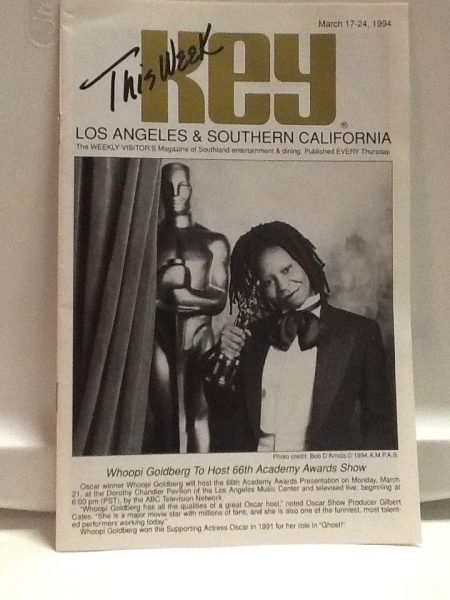 March 17-24, 1994
This Week
Key
LOS ANGELES & SOUTHERN CALIFORNIA
The WEEKLY VISITOR'S Magazine of Southland entertainment & dining. Published EVERY Thursday.
Photo credit: Bob D'Amico © 1994 A.M.P.A.S.
Whoopi Goldberg To Host 66th Academy Awards Show
Oscar winner Whoopi Goldberg will host the 66th Academy Awards Presentation on Monday, March
21, at the Dorothy Chandler Pavilion of the Los Angeles Music Center and televised live, beginning at
6:00 pm (PST), by the ABC Television Network.
"Whoopi Goldberg has all the qualities of a great Oscar host," noted Oscar Show Producer Gilbert
Cates. "She is a major movie star with millions of fans, and she is also one of the funniest, most talent-
ed performers working today."
Whoopi Goldberg won the Supporting Actress Oscar in 1991 for her role in "Ghost!"